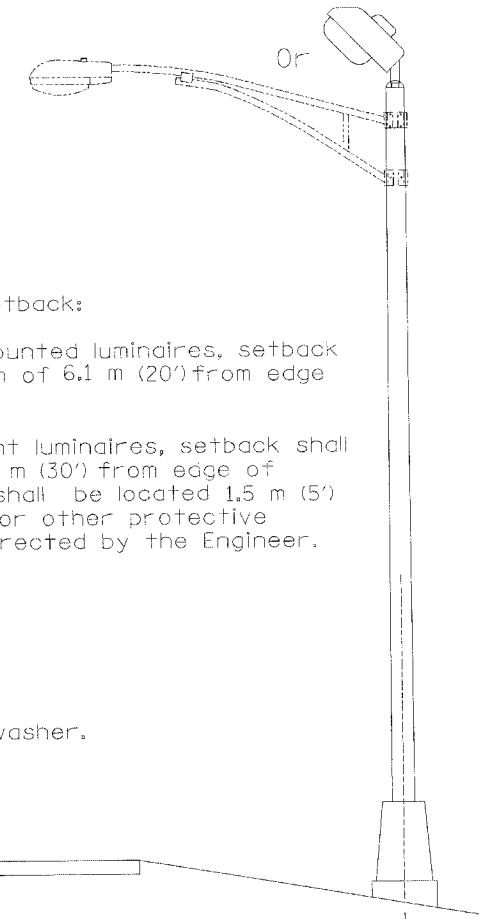 Or
etback:
ounted luminaires, setback
m of 6.1 m (20') from edge
nt luminaires, setback shall
m (30') from edge of
shall be located 1.5 m (5')
or other protective
rected by the Engineer.
washer.